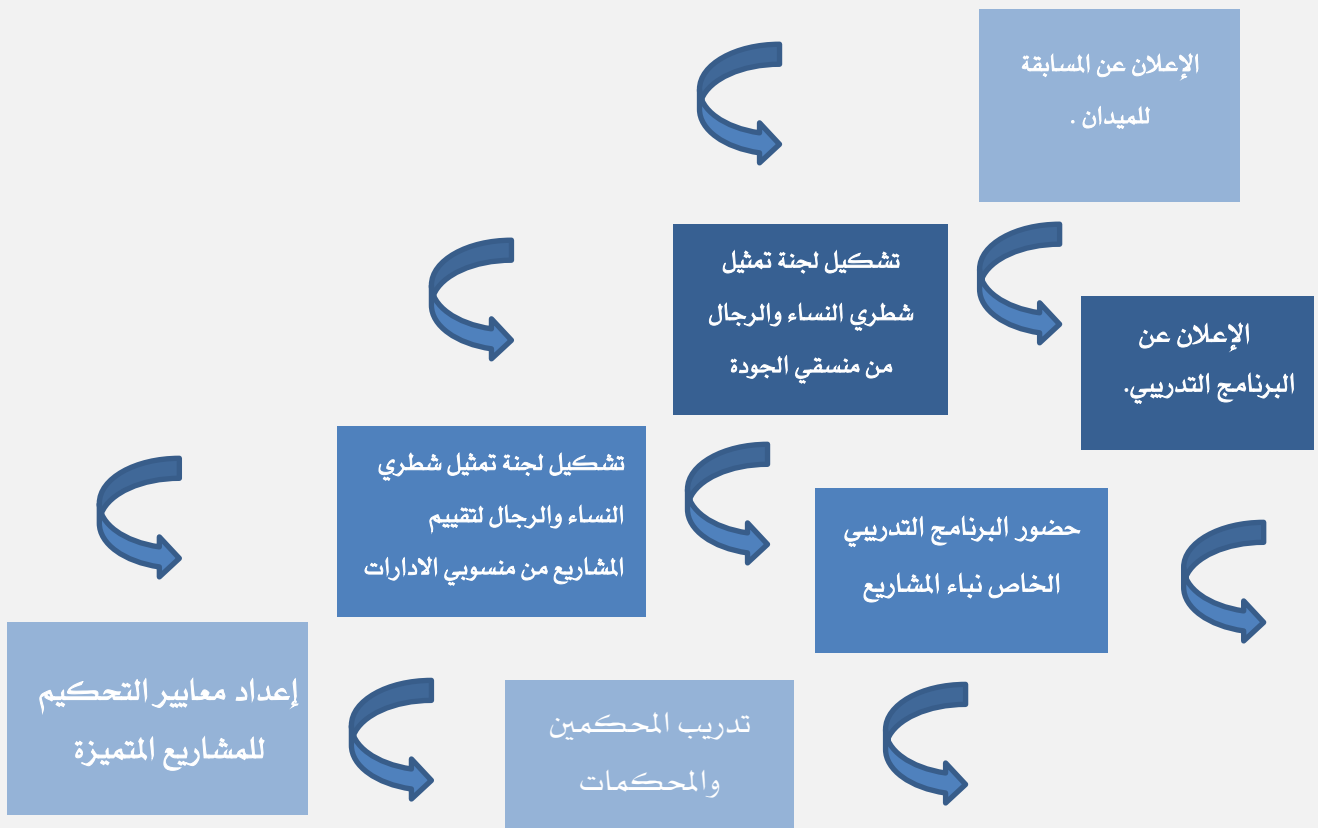 الإعلان عن المسابقة
للميدان .
تشكيل لجنة تمثيل
شطري النساء والرجال
من منسقي الجودة
الإعلان عن
البرنامج التدريبي.
تشكيل لجنة تمثيل شطري
النساء والرجال لتقييم
المشاريع من منسوبي الادارات
حضور البرنامج التدريبي
الخاص نباء المشاريع
إعداد معايير التحكيم
للمشاريع المتميزة
تدريب المحكمين
والمحكمات